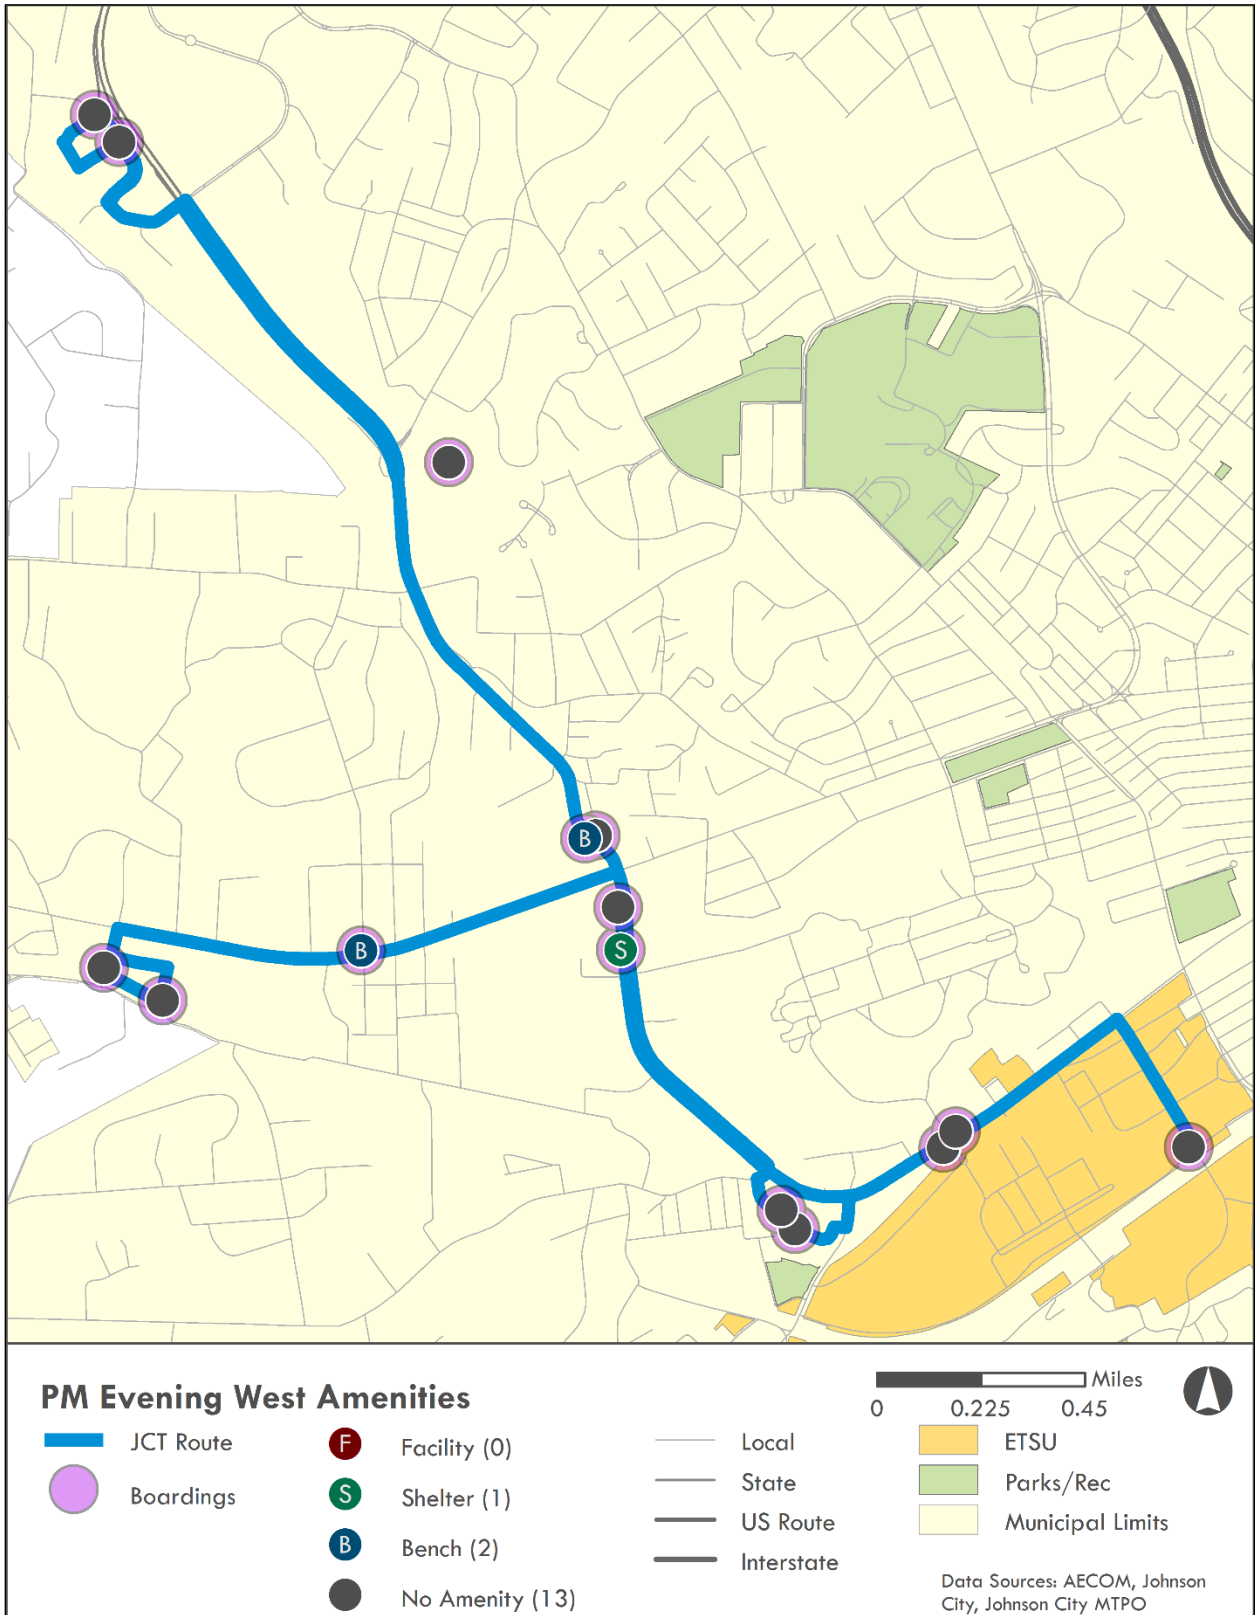 B
B
S
PM Evening West Amenities
JCT Route
Boardings
F Facility (0)
S Shelter (1)
B Bench (2)
No Amenity (13)
Local
State
US Route
Interstate
Miles
0 0.225 0.45
ETSU
Parks/Rec
Municipal Limits
Data Sources: AECOM, Johnson
City, Johnson City MTPO